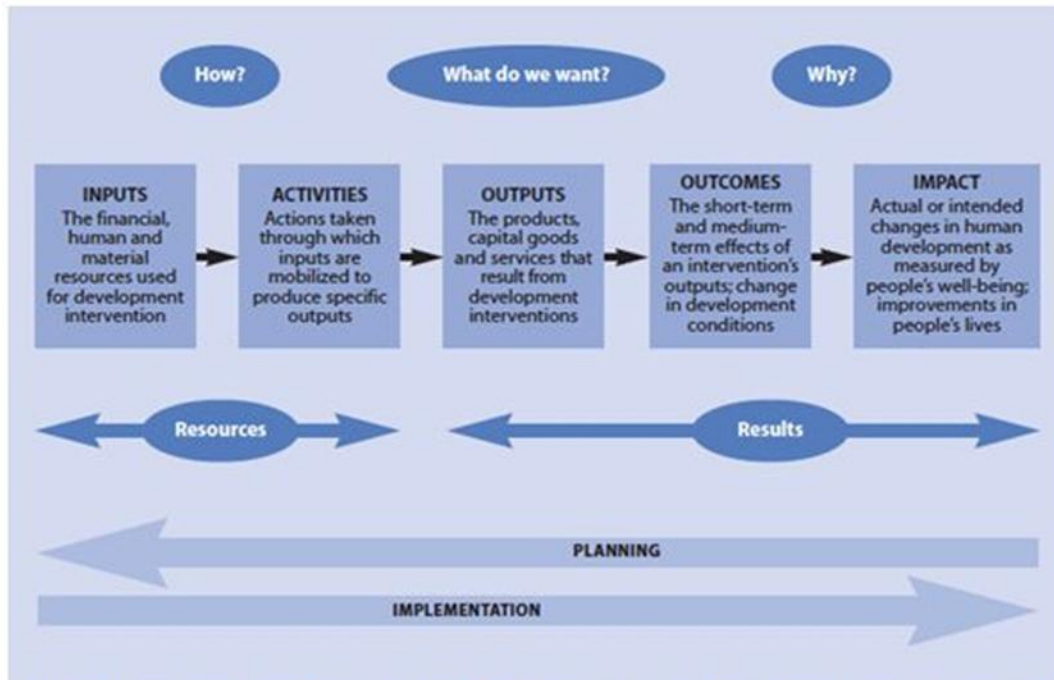 How?
What do we want?
Why?
INPUTS
The financial,
human and
material
resources used
for development
intervention
ACTIVITIES
Actions taken
through which
inputs are
mobilized to
produce specific
outputs
OUTPUTS
The products,
capital goods
and services that
result from
development
interventions
OUTCOMES
The short-term
and medium-
term effects of
an intervention's
outputs; change
in development
conditions
IMPACT
Actual or intended
changes in human
development as
measured by
people's well-being;
improvements in
people's lives
Resources
Results
PLANNING
IMPLEMENTATION